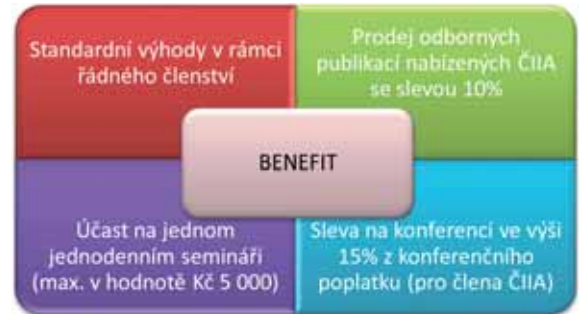 Standardní výhody v rámci
řádného členství
Prodej odborných
publikací nabízených ČIIA
se slevou 10%
BENEFIT
Účast na jednom
jednodenním semináři
(max. v hodnotě Kč 5 000)
Sleva na konferenci ve výši
15% z konferenčního
poplatku (pro člena ČIIA)